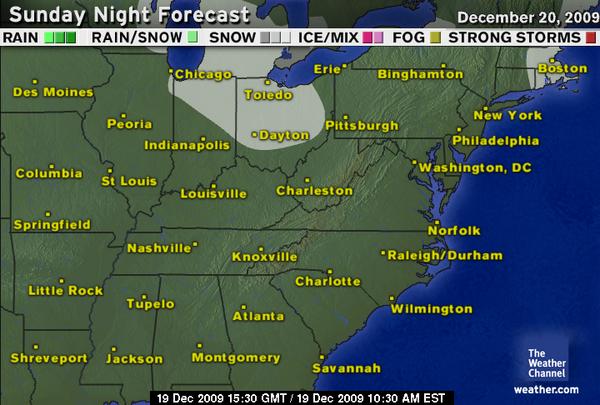 Sunday Night Forecast
December 20, 2009
RAIN RAIN/SNOW SNOW ICE/MIX FOG STRONG STORMS
Chicago
Erie
Binghamton
Boston
Des Moines
Toledo
Peoria
Dayton
Pittsburgh
New York
Indianapolis
Philadelphia
Columbia
St Louis
Washington, DC
Louisville
Charleston
Springfield
Norfolk
Nashville
Knoxville
Raleigh/Durham
Little Rock
Charlotte
Tupelo
Atlanta
Wilmington
Shreveport
Jackson
Montgomery
Savannah
The
Weather
Channel
weather.com
19 Dec 2009 15:30 GMT / 19 Dec 2009 10:30 AM EST